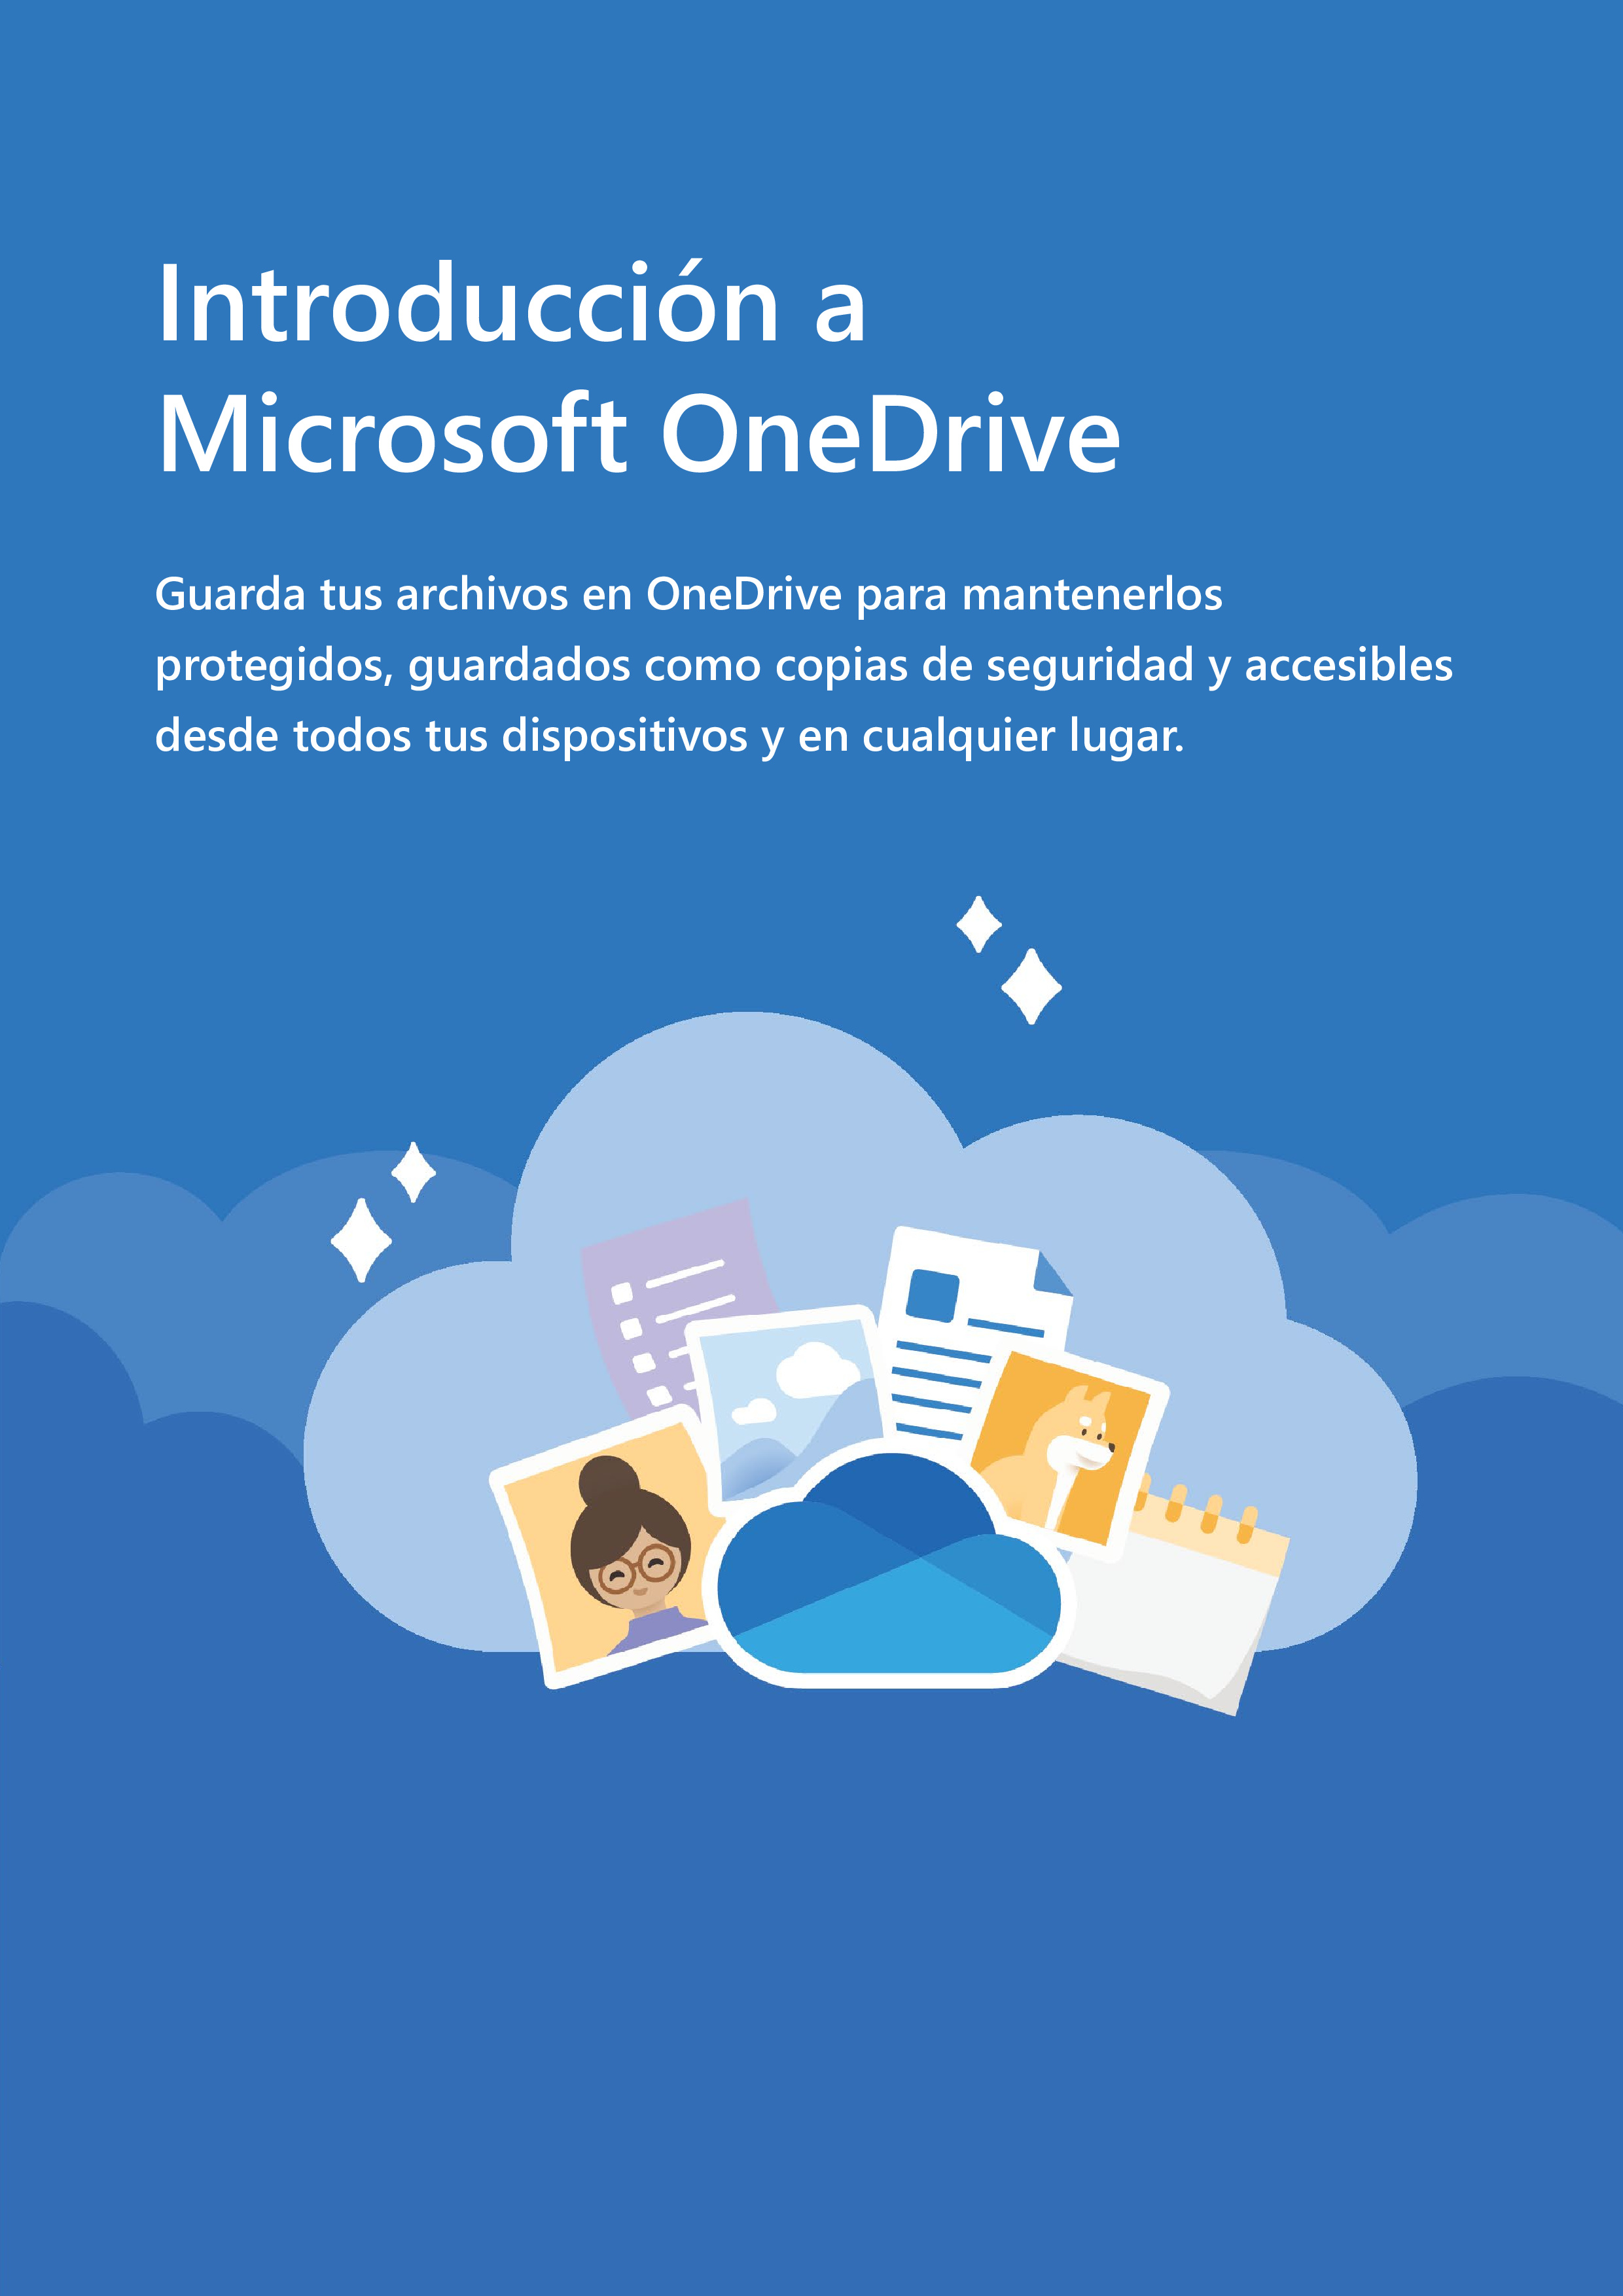 Introducción a
Microsoft OneDrive
Guarda tus archivos en OneDrive para mantenerlos
protegidos, guardados como copias de seguridad y accesibles
desde todos tus dispositivos y en cualquier lugar.